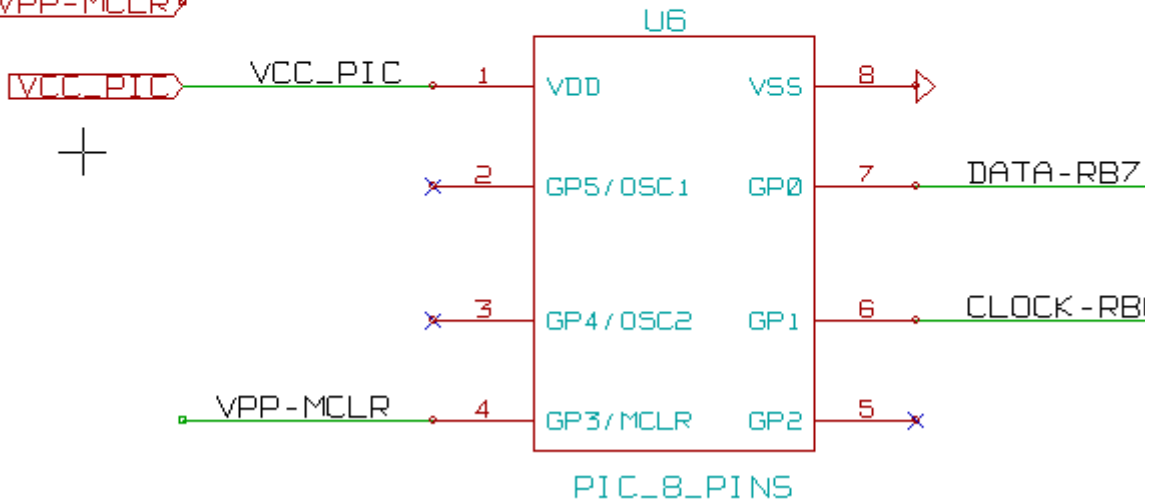 VPP-MCLR
U6
VCC_PIC VCC_PIC 1 VDD VSS 8
2 GP5/OSC1 GP0 7 DATA-RB7
3 GP4/OSC2 GP1 6
VPP-MCLR 4 GP3/MCLR GP2 5
PIC_8_PINS